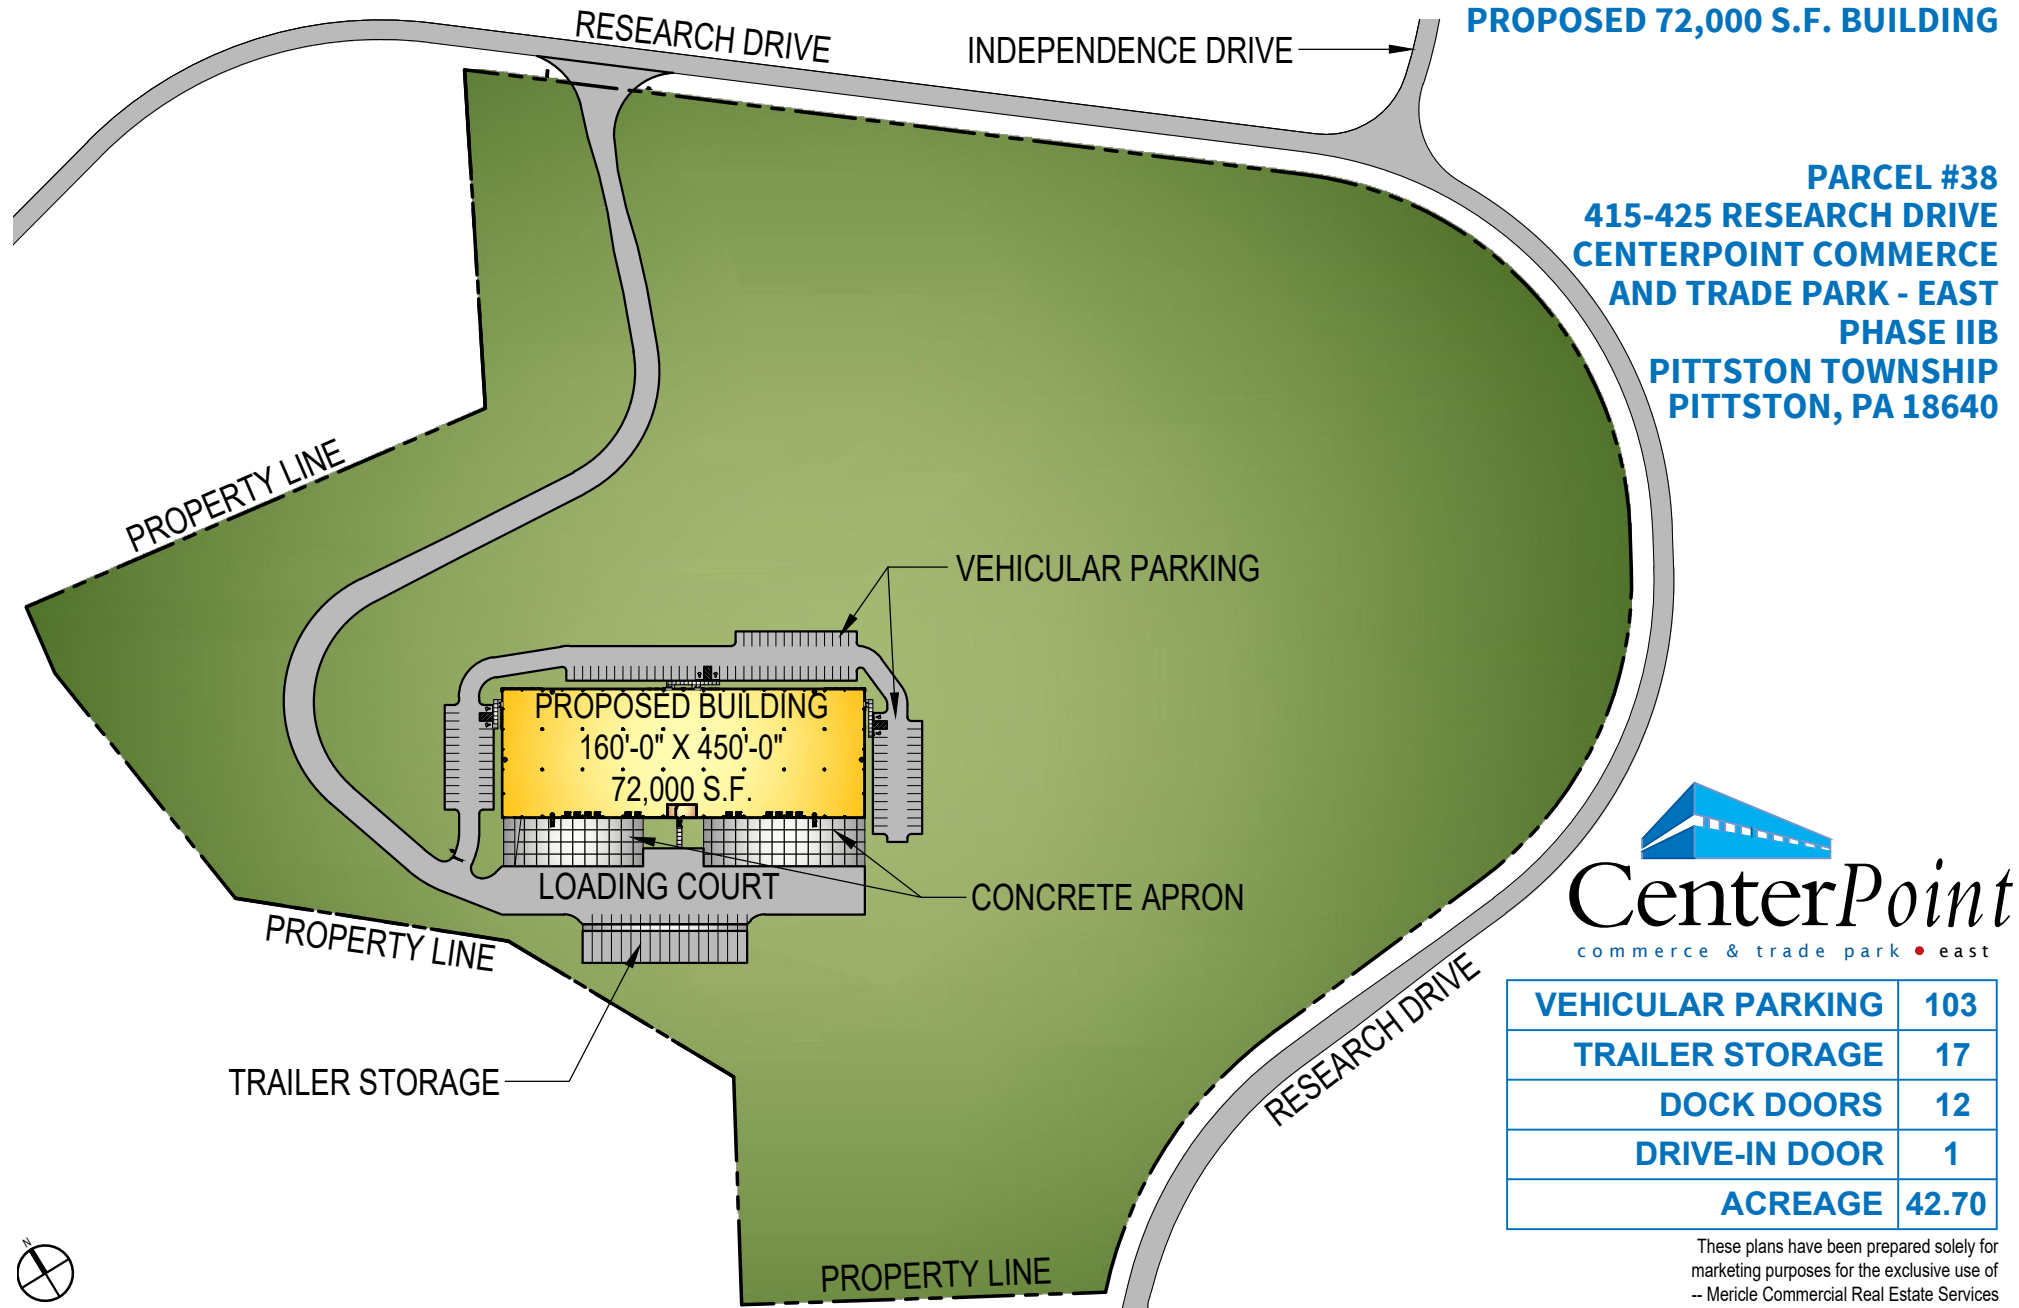 PROPOSED 72,000 S.F. BUILDING
RESEARCH DRIVE
INDEPENDENCE DRIVE
PARCEL #38
415-425 RESEARCH DRIVE
CENTERPOINT COMMERCE
AND TRADE PARK - EAST
PHASE IIB
PITTSTON TOWNSHIP
PITTSTON, PA 18640
PROPERTY LINE
VEHICULAR PARKING
PROPOSED BUILDING
160'-0" X 450'-0"
72,000 S.F.
LOADING COURT
CONCRETE APRON
PROPERTY LINE
TRAILER STORAGE
RESEARCH DRIVE
PROPERTY LINE
CenterPoint
commerce & trade park • east
VEHICULAR PARKING 103
TRAILER STORAGE 17
DOCK DOORS 12
DRIVE-IN DOOR 1
ACREAGE 42.70
N
These plans have been prepared solely for
marketing purposes for the exclusive use of
-- Mericle Commercial Real Estate Services